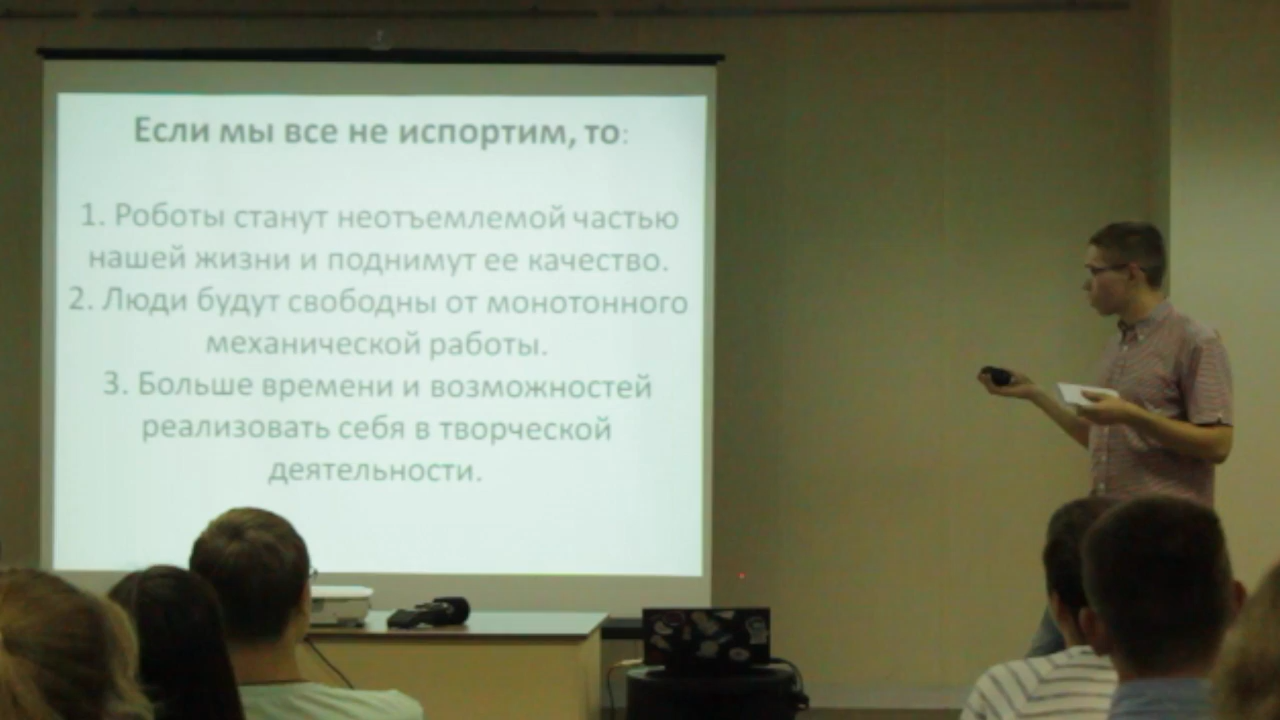 Если мы все не испортим, то:
1. Роботы станут неотъемлемой частью
нашей жизни и поднимут ее качество.
2. Люди будут свободны от монотонного
механической работы.
3. Больше времени и возможностей
реализовать себя в творческой
деятельности.